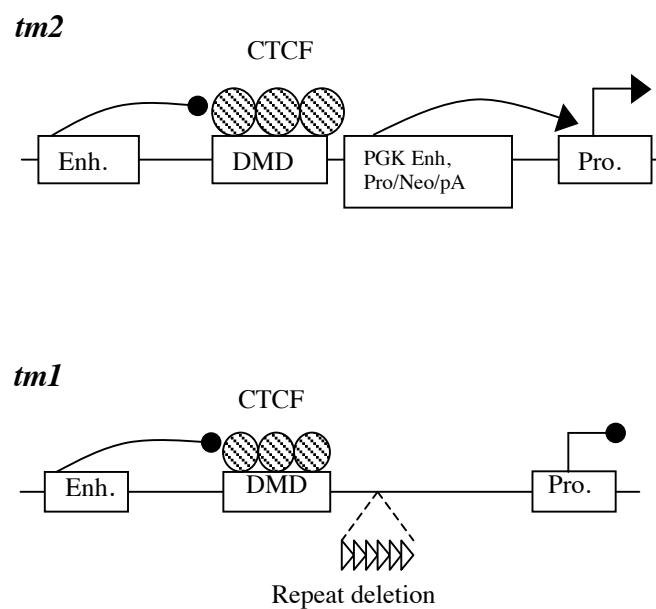 tm2
CTCF
Enh.
DMD
PGK Enh,
Pro/Neo/pA
Pro.
tm1
CTCF
Enh.
DMD
Pro.
Repeat deletion